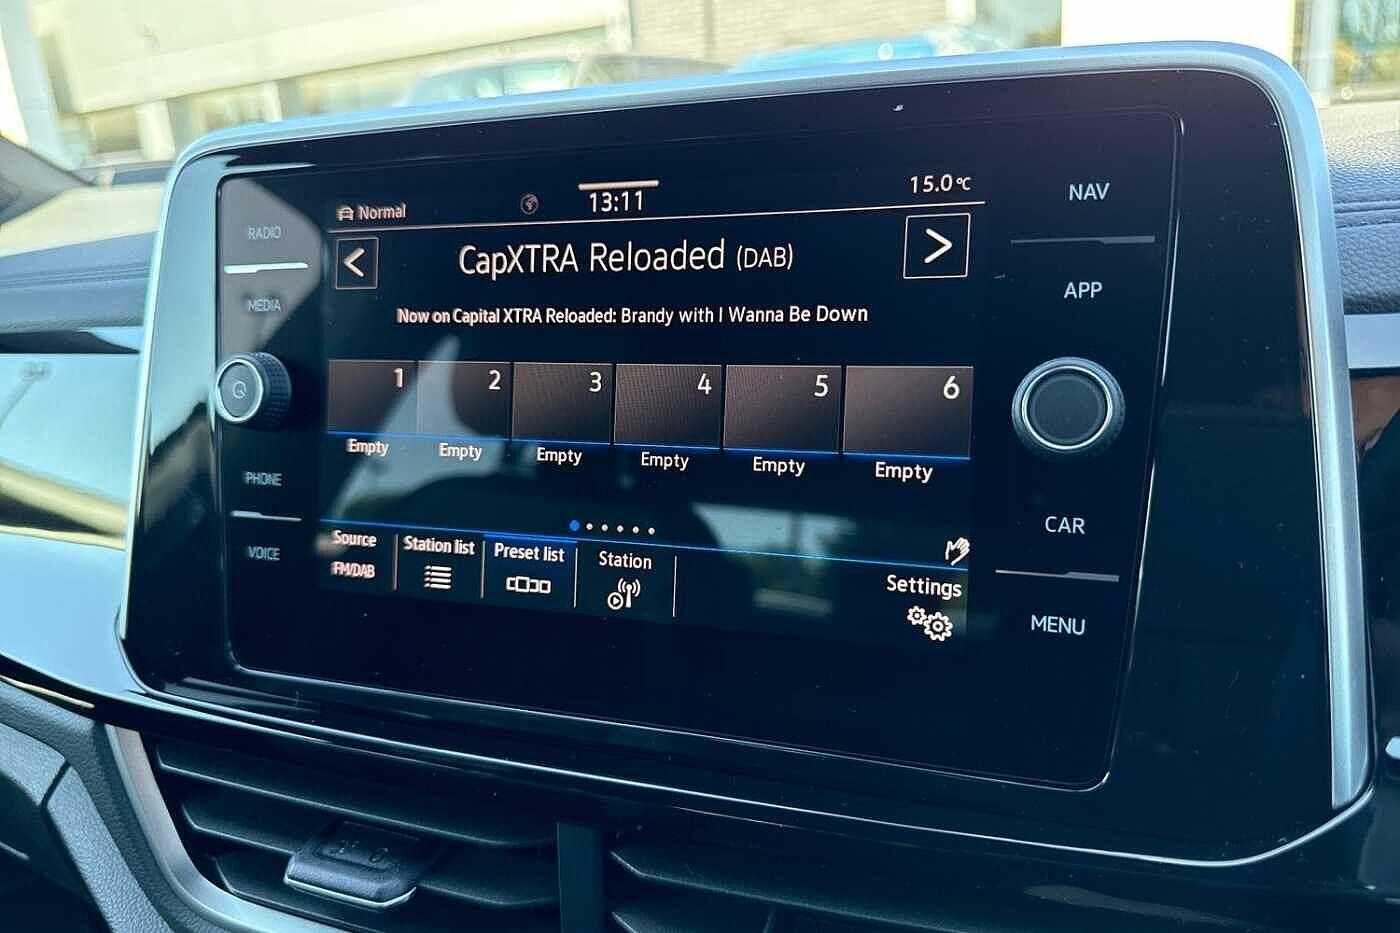 Normal
13:11
15.0°C
RADIO
MEDIA
PHONE
VOICE
<
CapXTRA Reloaded (DAB)
>
Now on Capital XTRA Reloaded: Brandy with I Wanna Be Down
1 2 3 4 5 6
Empty Empty Empty Empty Empty Empty
Source
FM/DAB
Station list
Preset list
Station
Settings
NAV
APP
CAR
MENU